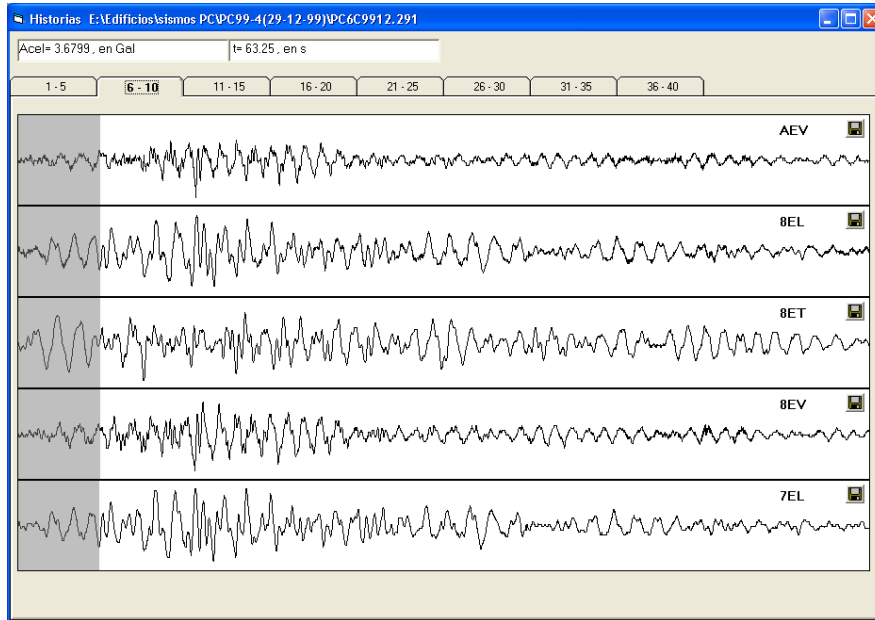 Historias E:\Edificios\sismos PC\PC99-4(29-12-99)\PC6C9912.291
Acel= 3.6799 , en Gal t= 63.25 , en s
1 - 5 6 - 10 11 - 15 16 - 20 21 - 25 26 - 30 31 - 35 36 - 40
AEV
8EL
8ET
8EV
7EL